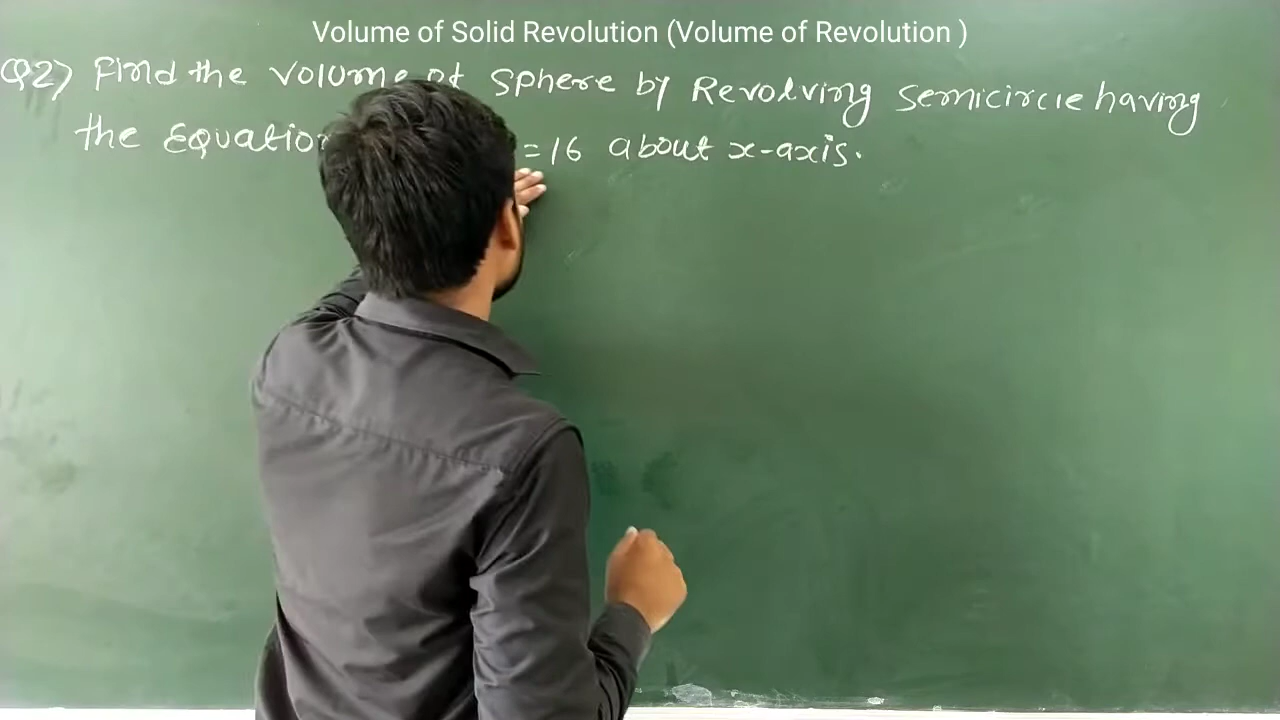 Volume of Solid Revolution (Volume of Revolution )
Q2) Find the Volume of sphere by Revolving semicircle having
the Equation =16 about x-axis.